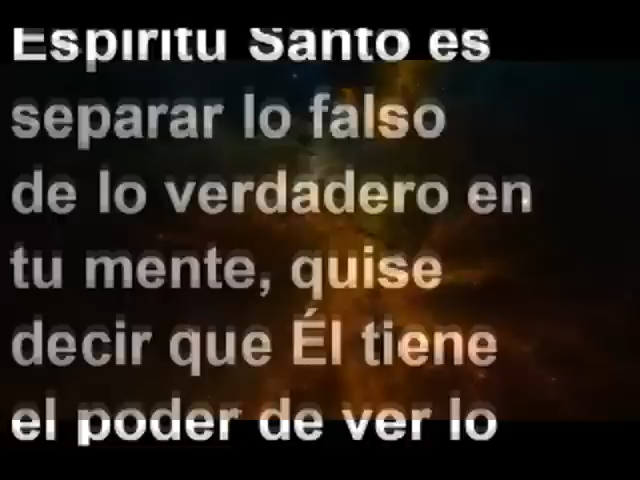 Espíritu Santo es
separar lo falso
de lo verdadero en
tu mente, quise
decir que Él tiene
el poder de ver lo